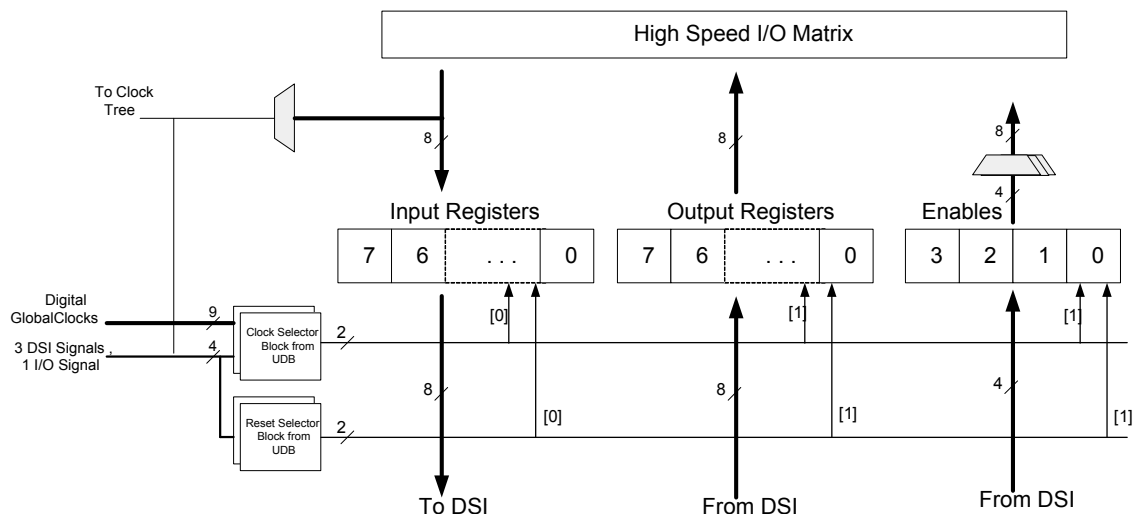 High Speed I/O Matrix
To Clock
Tree
8
8
8
4
Input Registers
Output Registers
Enables
7 6 . . . 0
7 6 . . . 0
3 2 1 0
Digital
GlobalClocks
9
3 DSI Signals ,
1 I/O Signal
4
Clock Selector
Block from
UDB
2
[0]
[1]
[1]
8
8
4
Reset Selector
Block from
UDB
2
[0]
[1]
[1]
To DSI
From DSI
From DSI